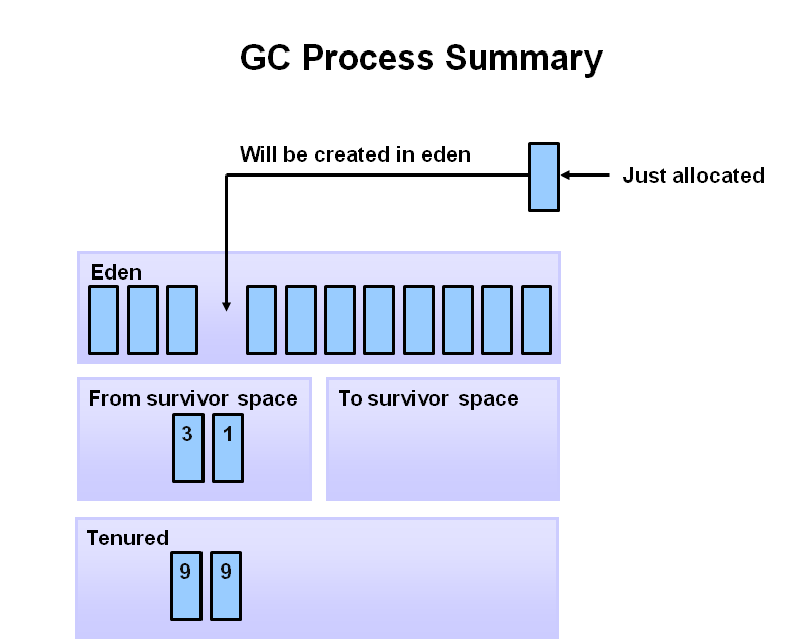 GC Process Summary
Will be created in eden
Just allocated
Eden
From survivor space
To survivor space
3 1
Tenured
9 9